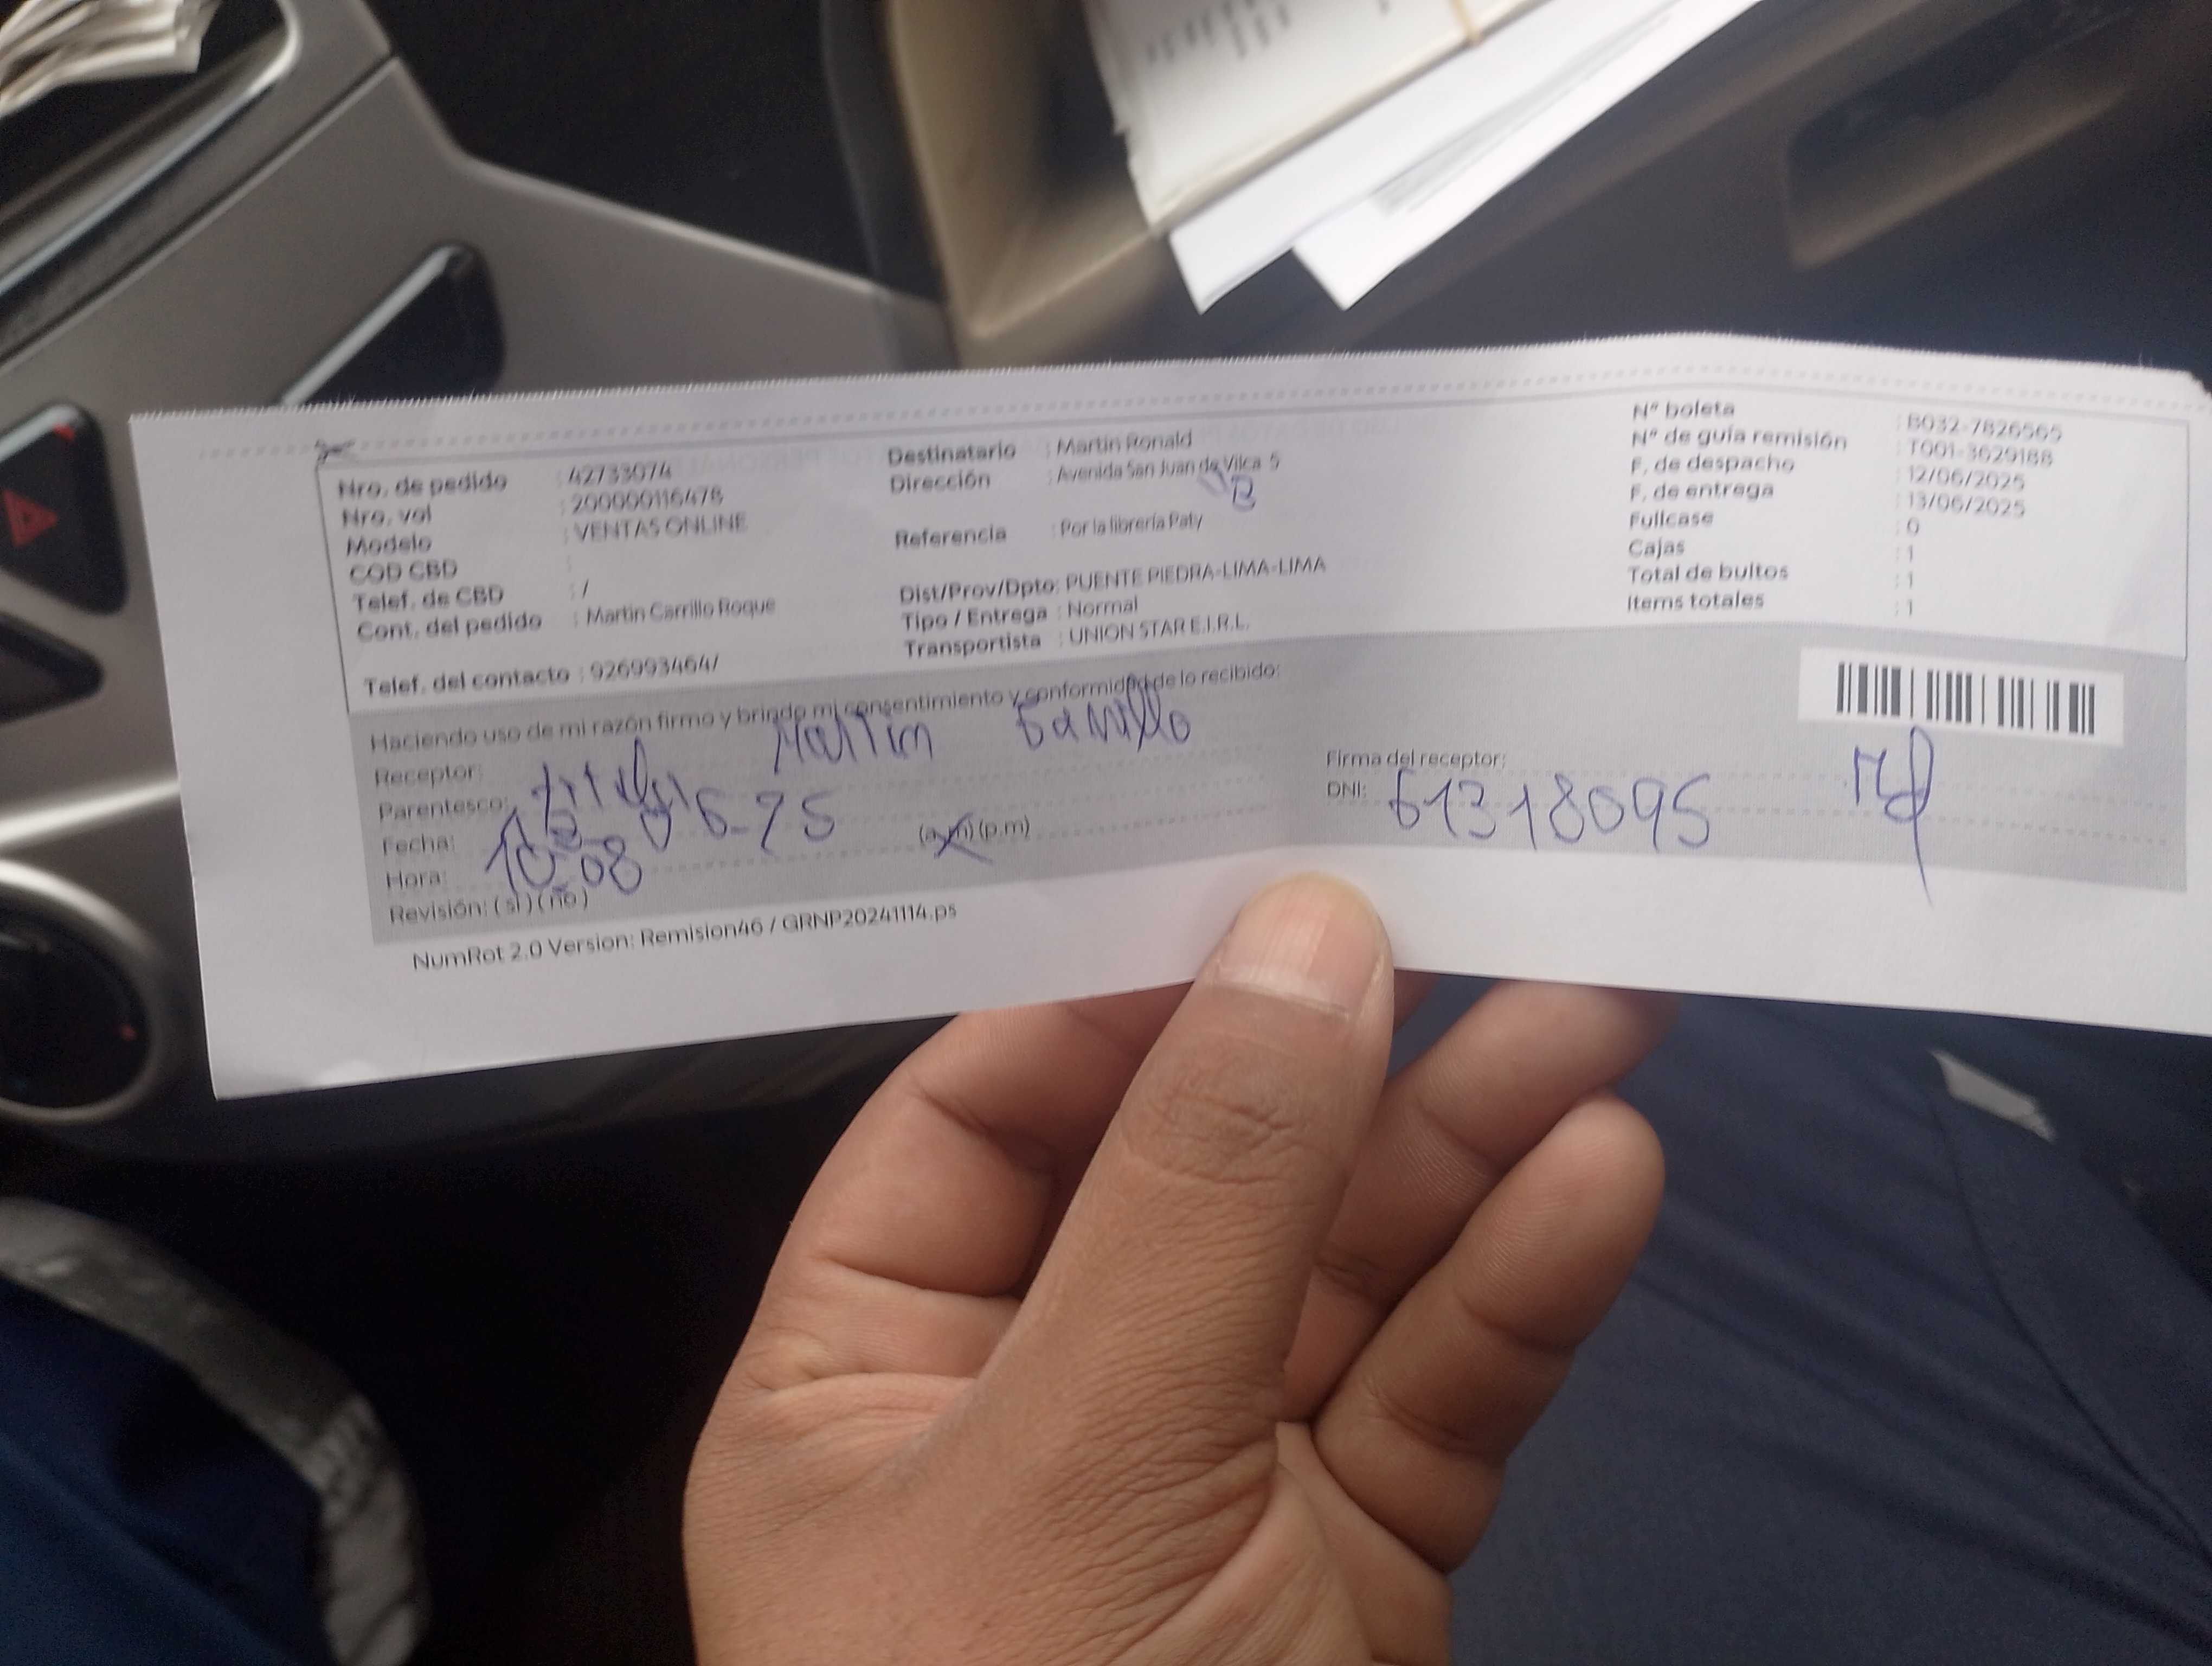 Nro. de pedido : 42733074
Nro. vol : 200000116478
Modelo : VENTAS ONLINE
COD CBD :
Telef. de CBD : /
Cont. del pedido : Martin Carrillo Roque
Telef. del contacto : 926993464/
Destinatario : Martin Ronald
Dirección : Avenida San Juan de Vilca 5
B
Referencia : Por la librería Paty
Dist/Prov/Dpto: PUENTE PIEDRA-LIMA-LIMA
Tipo / Entrega : Normal
Transportista : UNION STAR E.I.R.L.
N° boleta : B032-7826565
N° de guía remisión : T001-3629188
F. de despacho : 12/06/2025
F. de entrega : 13/06/2025
Fullcase : 0
Cajas : 1
Total de bultos : 1
Items totales : 1
Haciendo uso de mi razón firmo y brindo mi consentimiento y conformidad de lo recibido:
Receptor: Martin
Parentesco:
Fecha:
Hora: 10:08 (a.m) (p.m)
Revisión: (si) (no)
Firma del receptor:
DNI: 61318095
NumRot 2.0 Version: Remision46 / GRNP20241114.ps